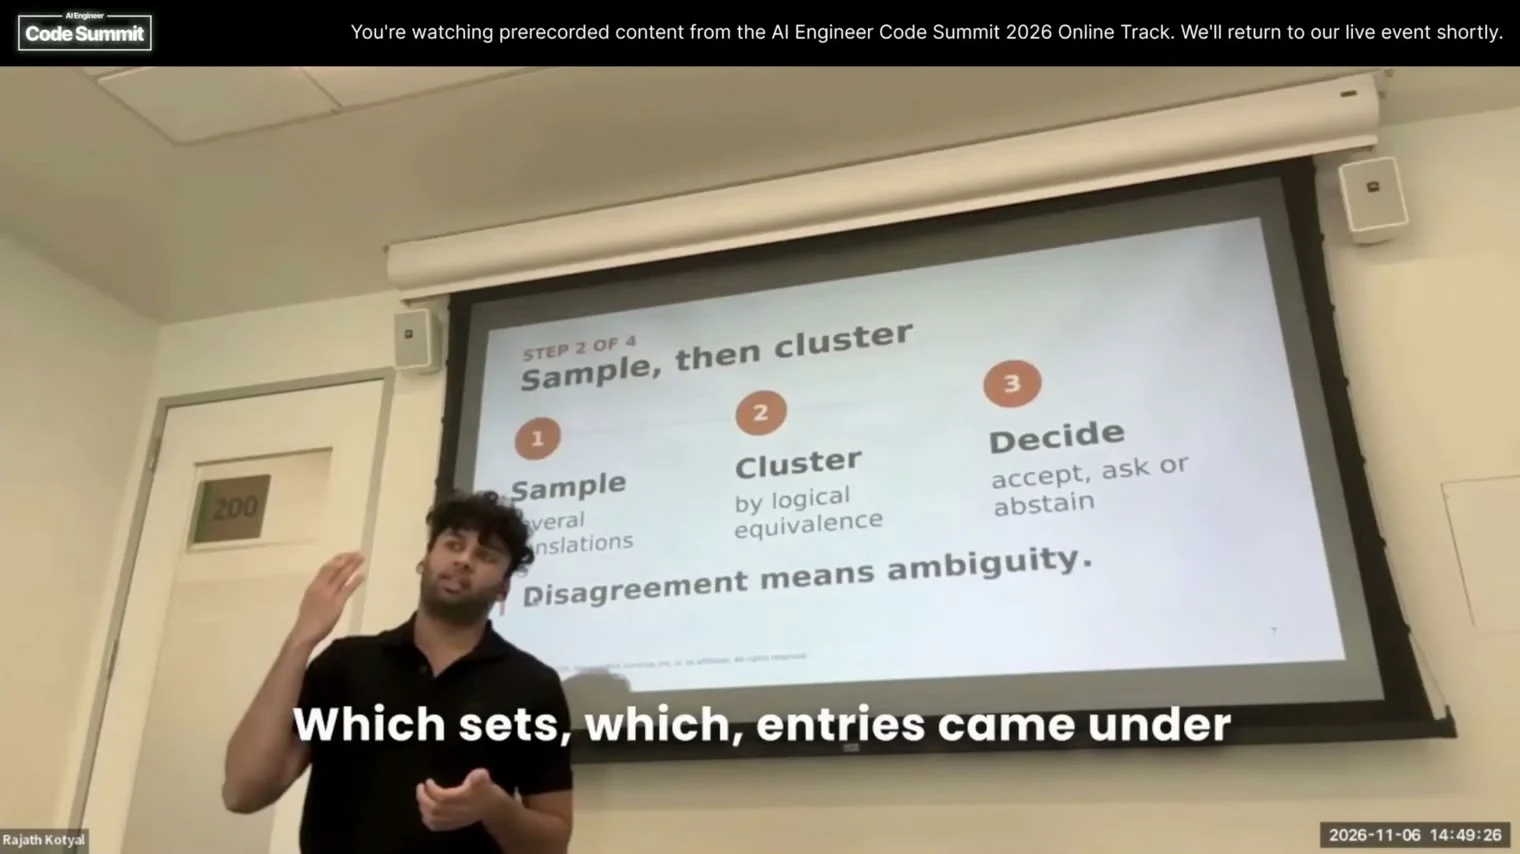 AI Engineer
Code Summit
You're watching prerecorded content from the AI Engineer Code Summit 2026 Online Track. We'll return to our live event shortly.
STEP 2 OF 4
Sample, then cluster
1
2
3
Sample
veral
nslations
Cluster
by logical
equivalence
Decide
accept, ask or
abstain
Disagreement means ambiguity.
7
200
Which sets, which, entries came under
Rajath Kotyal
2026-11-06 14:49:26